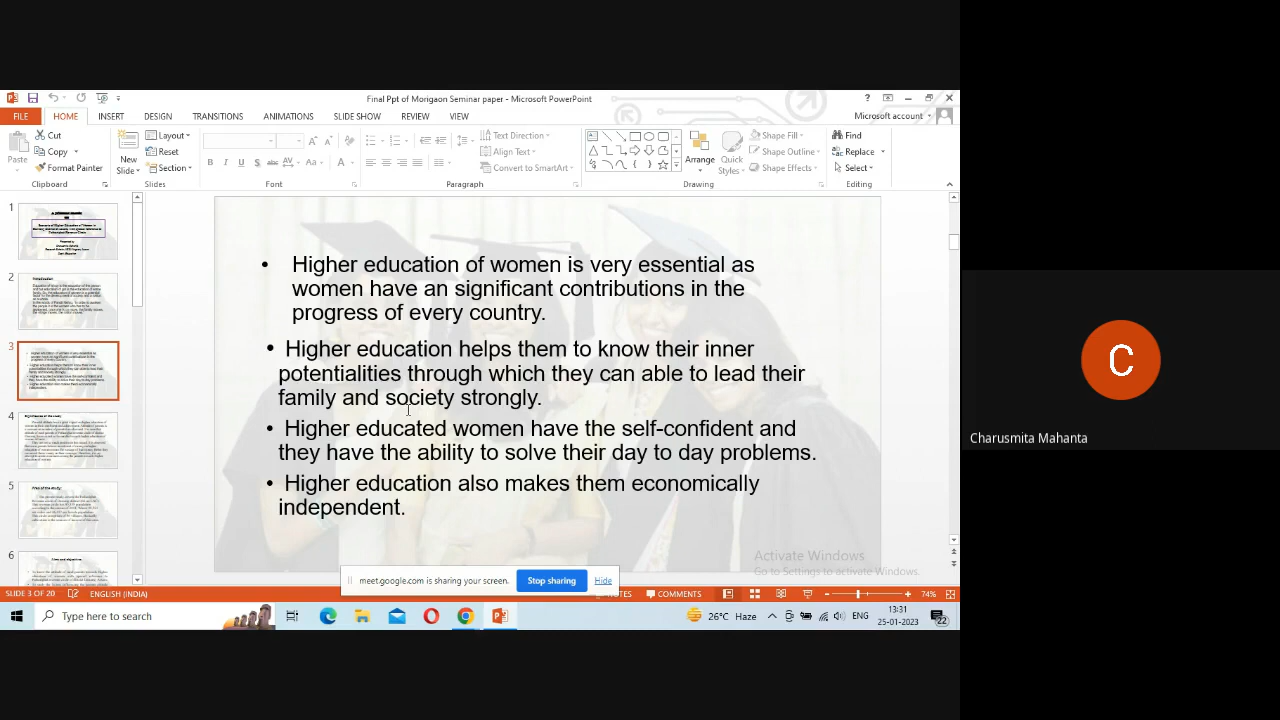 Final Ppt of Morigaon Seminar paper - Microsoft PowerPoint
FILE HOME INSERT DESIGN TRANSITIONS ANIMATIONS SLIDE SHOW REVIEW VIEW Microsoft account
Paste Cut Copy Format Painter
Clipboard
New Slide Layout Reset Section
Slides
Font
Text Direction Align Text Convert to SmartArt
Paragraph
Arrange Quick Styles Shape Fill Shape Outline Shape Effects
Drawing
Find Replace Select
Editing
1
2
3
4
5
6
• Higher education of women is very essential as
women have an significant contributions in the
progress of every country.
• Higher education helps them to know their inner
potentialities through which they can able to lead their
family and society strongly.
• Higher educated women have the self-confident and
they have the ability to solve their day to day problems.
• Higher education also makes them economically
independent.
Activate Windows
Go to Settings to activate Windows.
meet.google.com is sharing your screen. Stop sharing Hide
SLIDE 3 OF 20 ENGLISH (INDIA) COMMENTS 74%
Type here to search 26°C Haze ENG 13:31
25-01-2023 22
C
Charusmita Mahanta